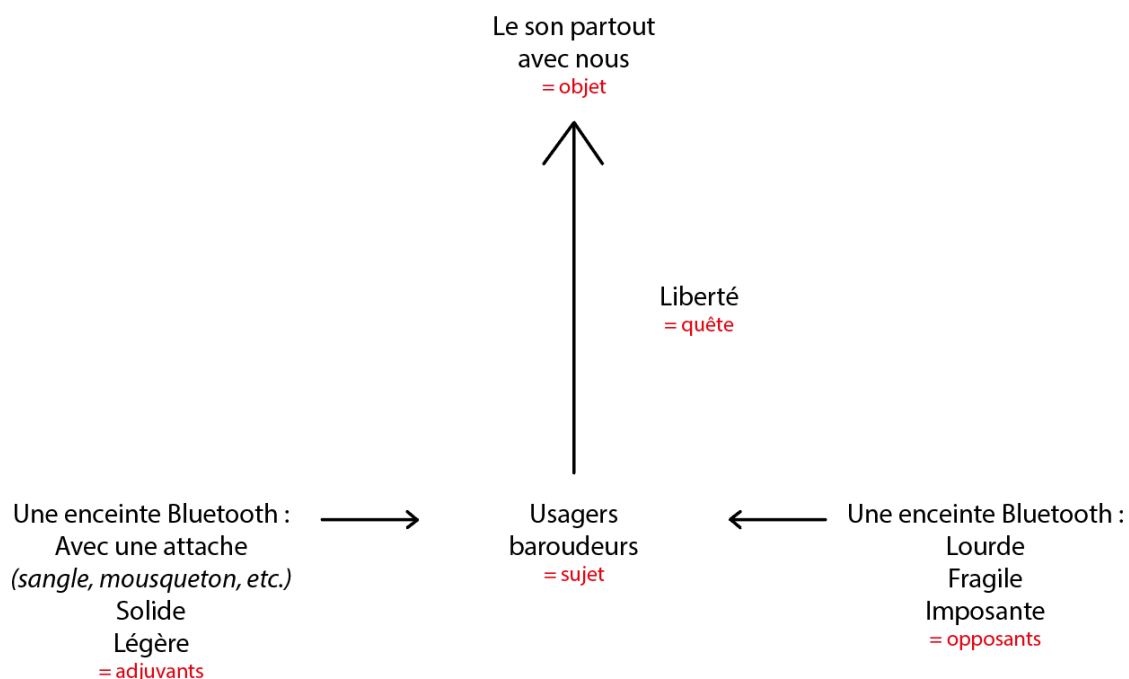 Le son partout
avec nous
= objet
Liberté
= quête
Une enceinte Bluetooth :
Avec une attache
(sangle, mousqueton, etc.)
Solide
Légère
= adjuvants
Usagers
baroudeurs
= sujet
Une enceinte Bluetooth :
Lourde
Fragile
Imposante
= opposants